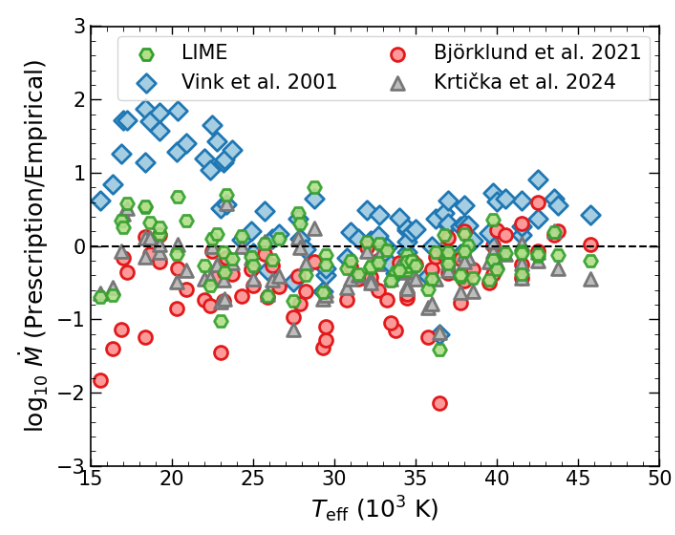 LIME
Vink et al. 2001
Björklund et al. 2021
Krtička et al. 2024
log₁₀ Ṁ (Prescription/Empirical)
3
2
1
0
−1
−2
−3
15
20
25
30
35
40
45
50
T_eff (10³ K)